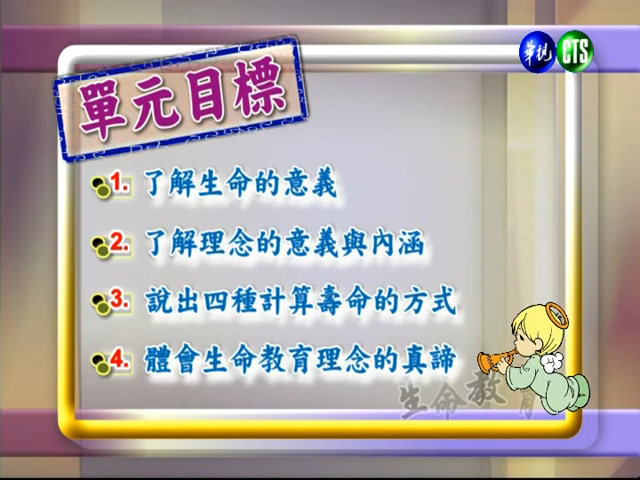 華視 CTS
單元目標
1. 了解生命的意義
2. 了解理念的意義與內涵
3. 說出四種計算壽命的方式
4. 體會生命教育理念的真諦
生命教育